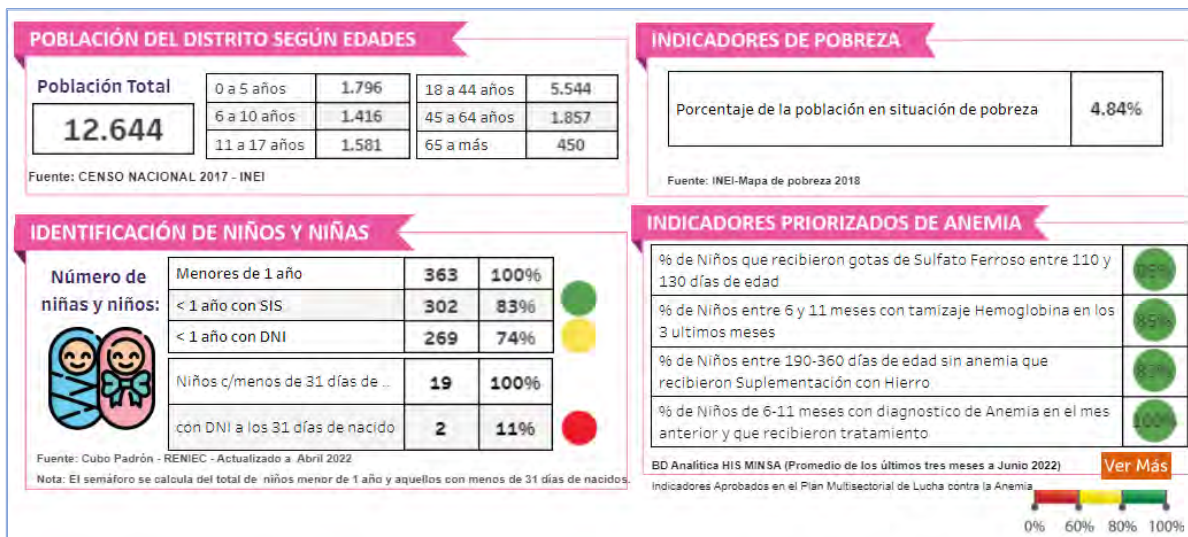 POBLACIÓN DEL DISTRITO SEGÚN EDADES
Población Total
12.644
0 a 5 años 1.796 18 a 44 años 5.544
6 a 10 años 1.416 45 a 64 años 1.857
11 a 17 años 1.581 65 a más 450
Fuente: CENSO NACIONAL 2017 - INEI
INDICADORES DE POBREZA
Porcentaje de la población en situación de pobreza 4.84%
Fuente: INEI-Mapa de pobreza 2018
IDENTIFICACIÓN DE NIÑOS Y NIÑAS
Número de
niñas y niños:
Menores de 1 año 363 100%
< 1 año con SIS 302 83%
< 1 año con DNI 269 74%
Niños c/menos de 31 días de .. 19 100%
con DNI a los 31 días de nacido 2 11%
Fuente: Cubo Padrón - RENIEC - Actualizado a Abril 2022
Nota: El semáforo se calcula del total de niños menor de 1 año y aquellos con menos de 31 días de nacidos.
INDICADORES PRIORIZADOS DE ANEMIA
% de Niños que recibieron gotas de Sulfato Ferroso entre 110 y
130 días de edad
% de Niños entre 6 y 11 meses con tamizaje Hemoglobina en los
3 ultimos meses
% de Niños entre 190-360 días de edad sin anemia que
recibieron Suplementación con Hierro
% de Niños de 6-11 meses con diagnostico de Anemia en el mes
anterior y que recibieron tratamiento
100%
BD Analítica HIS MINSA (Promedio de los últimos tres meses a Junio 2022)
Ver Más
Indicadores Aprobados en el Plan Multisectorial de Lucha contra la Anemia
0% 60% 80% 100%